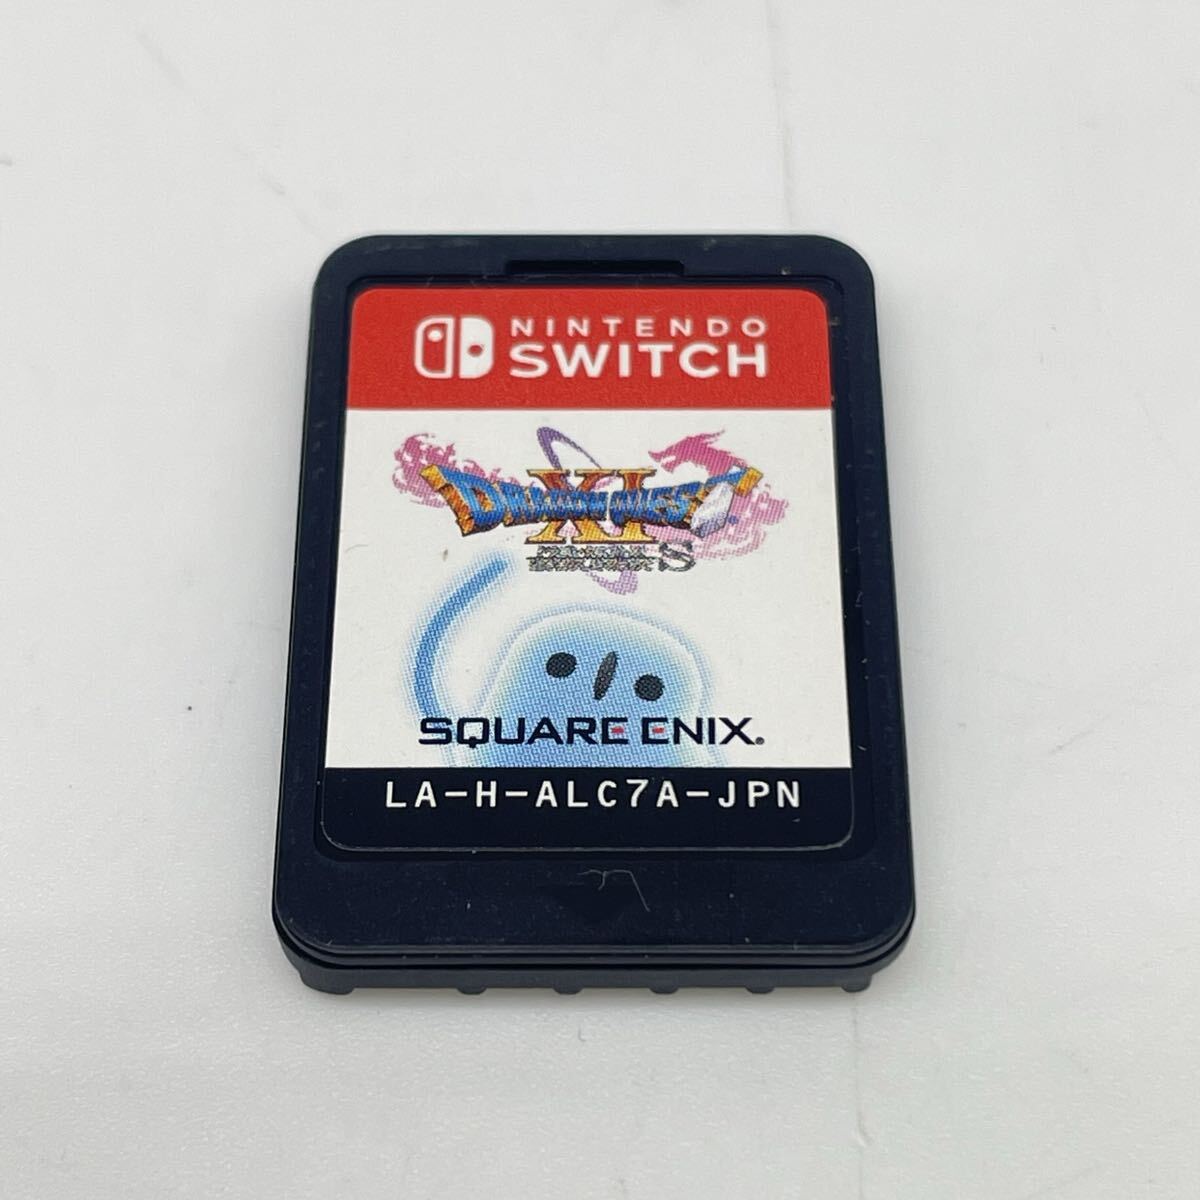 NINTENDO
SWITCH
DRAGON QUEST
XI
S
SQUARE ENIX®
LA-H-ALC7A-JPN